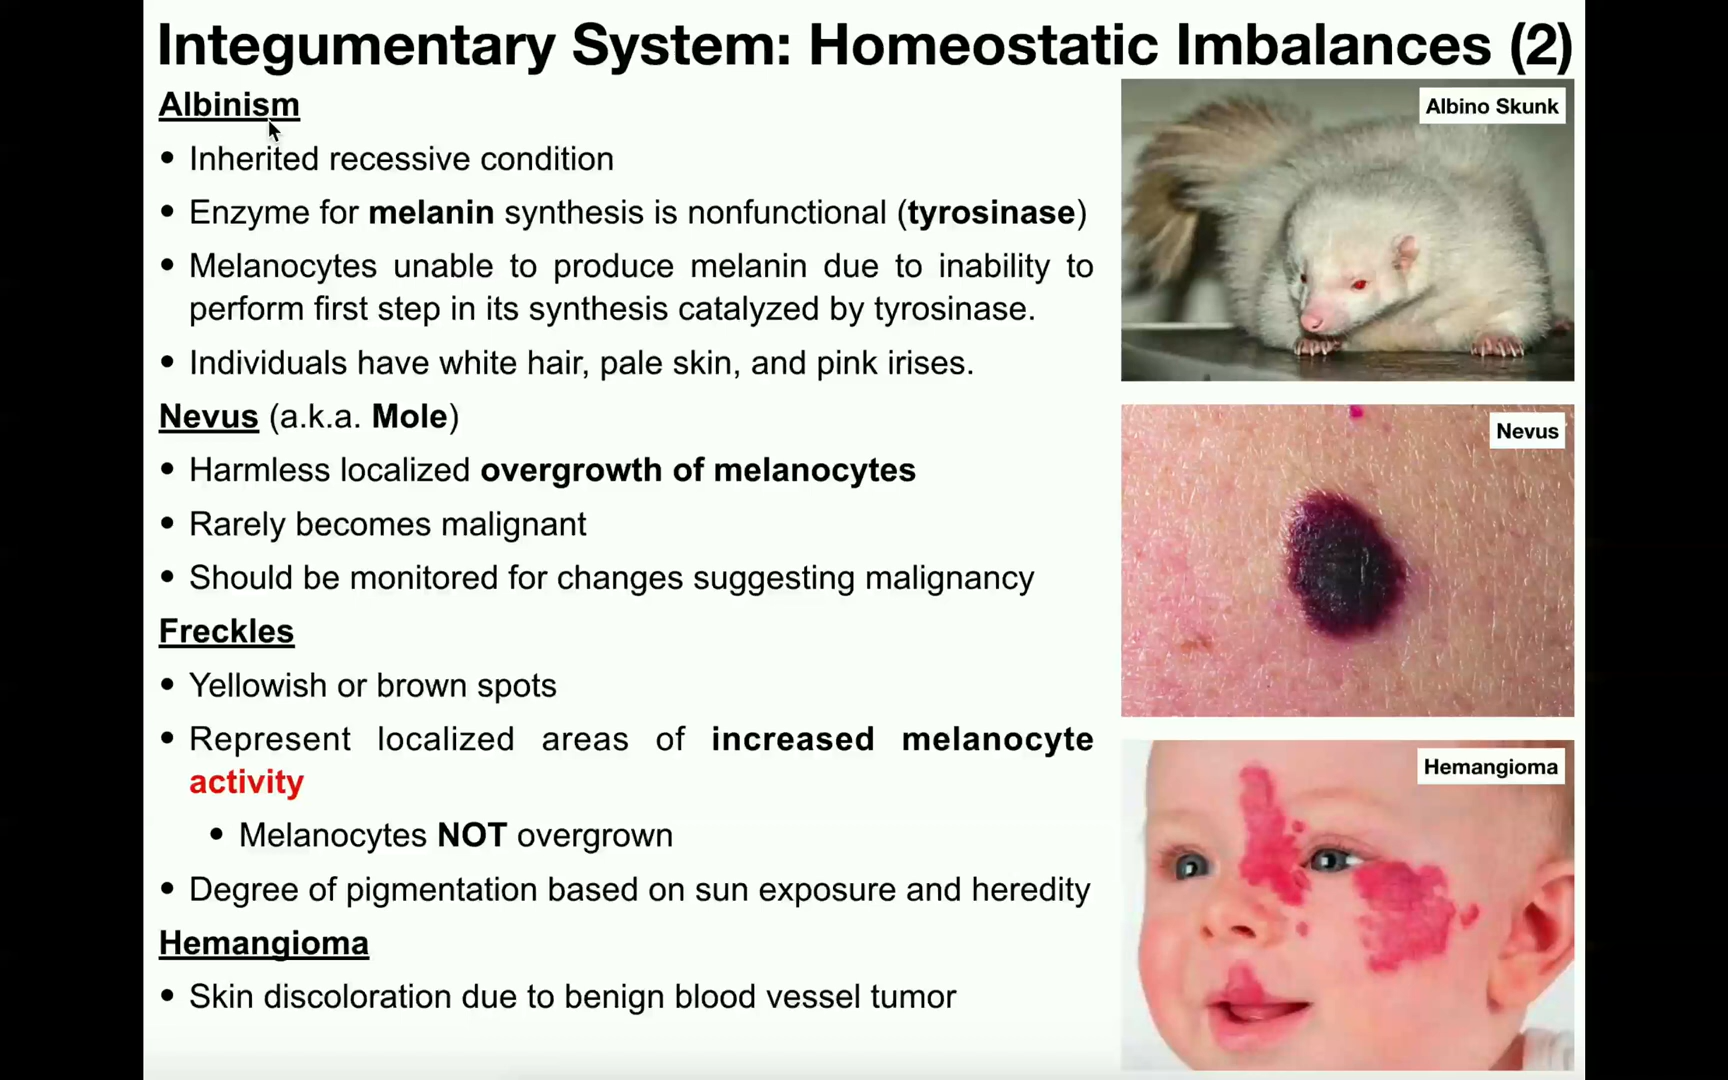 Integumentary System: Homeostatic Imbalances (2)
Albinism
• Inherited recessive condition
• Enzyme for melanin synthesis is nonfunctional (tyrosinase)
• Melanocytes unable to produce melanin due to inability to
perform first step in its synthesis catalyzed by tyrosinase.
• Individuals have white hair, pale skin, and pink irises.
Nevus (a.k.a. Mole)
• Harmless localized overgrowth of melanocytes
• Rarely becomes malignant
• Should be monitored for changes suggesting malignancy
Freckles
• Yellowish or brown spots
• Represent localized areas of increased melanocyte
activity
• Melanocytes NOT overgrown
• Degree of pigmentation based on sun exposure and heredity
Hemangioma
• Skin discoloration due to benign blood vessel tumor
Albino Skunk
Nevus
Hemangioma